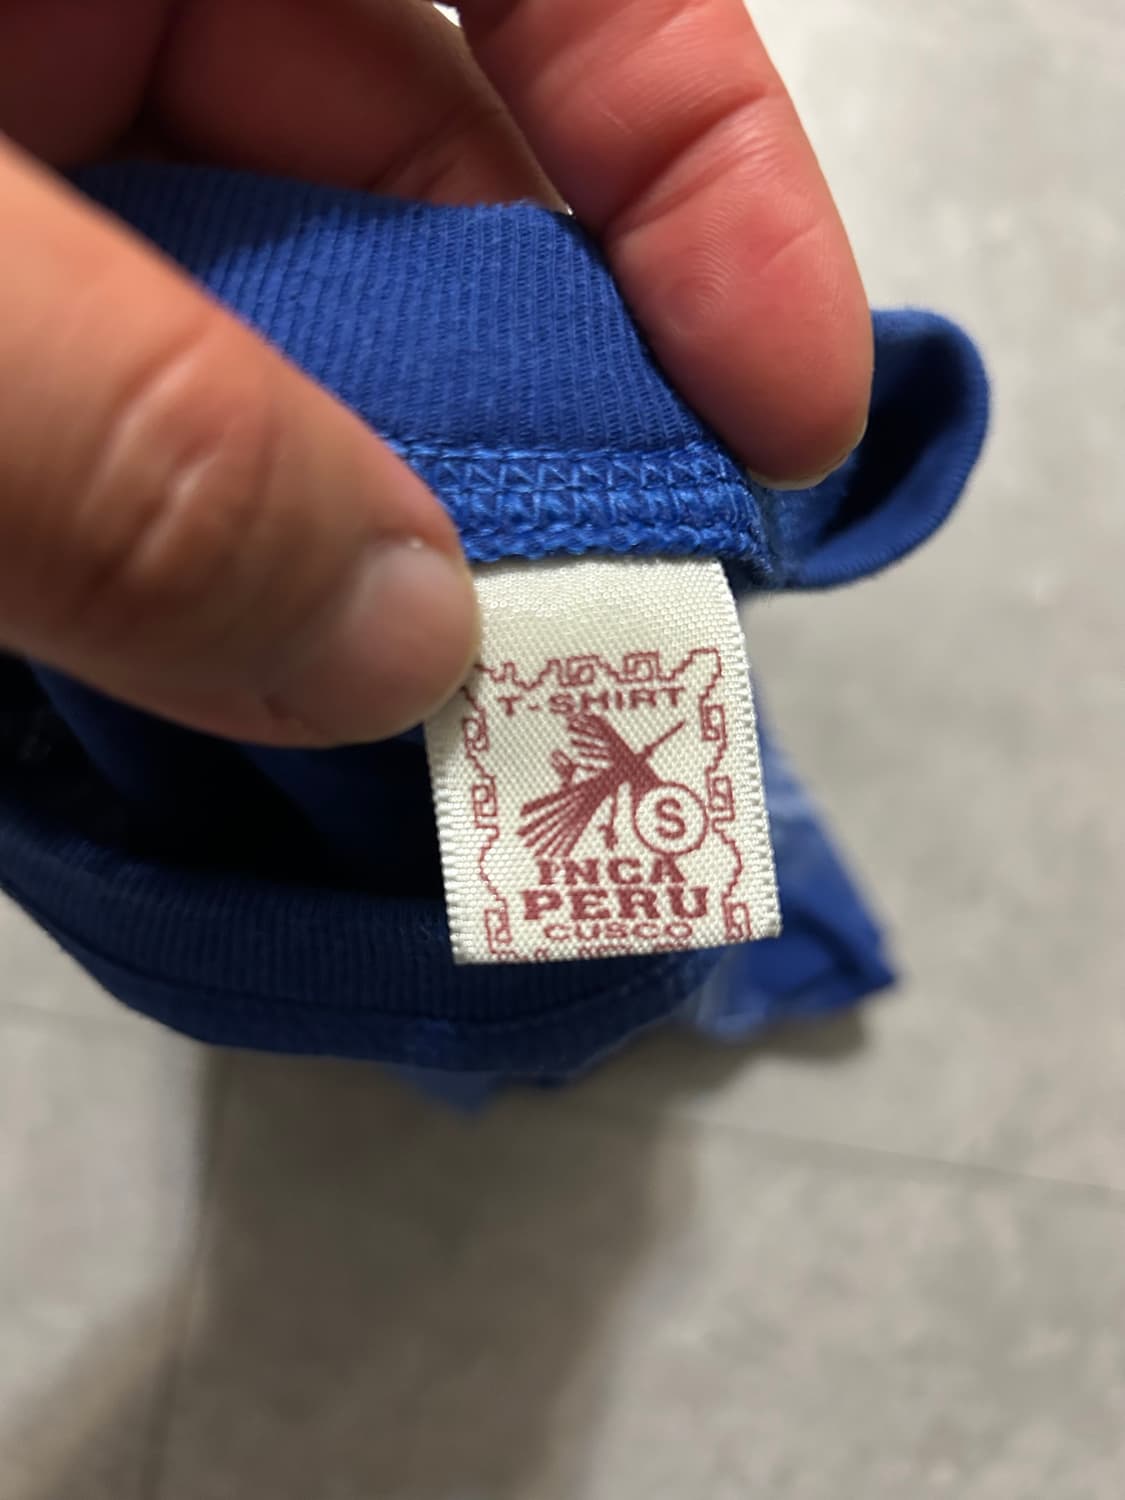 T-SHIRT
S
INCA
PERU
CUSCO